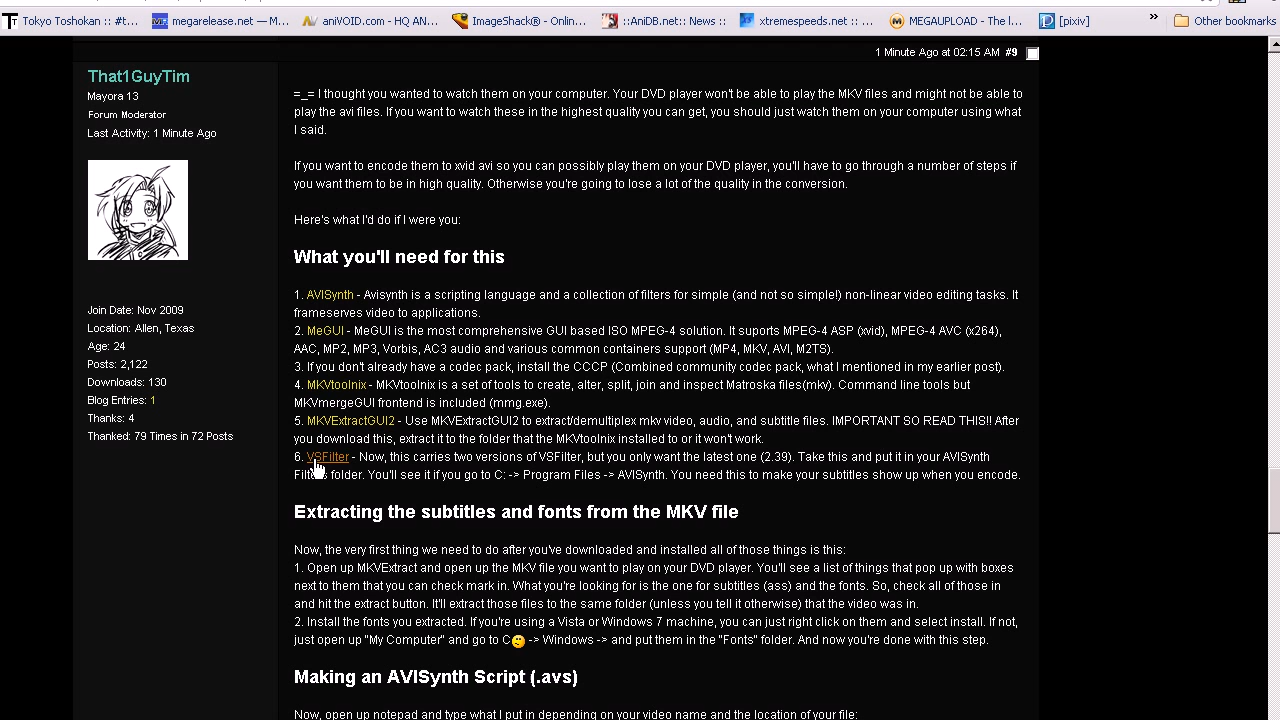 Tokyo Toshokan :: #t...
megarelease.net — M...
aniVOID.com - HQ AN...
ImageShack® - Onlin...
::AniDB.net:: News ::
xtremespeeds.net...
MEGAUPLOAD - The l...
[pixiv]
»
Other bookmarks
1 Minute Ago at 02:15 AM #9
That1GuyTim
Mayora 13
Forum Moderator
Last Activity: 1 Minute Ago
Join Date: Nov 2009
Location: Allen, Texas
Age: 24
Posts: 2,122
Downloads: 130
Blog Entries: 1
Thanks: 4
Thanked: 79 Times in 72 Posts
=_= I thought you wanted to watch them on your computer. Your DVD player won't be able to play the MKV files and might not be able to
play the avi files. If you want to watch these in the highest quality you can get, you should just watch them on your computer using what
I said.
If you want to encode them to xvid avi so you can possibly play them on your DVD player, you'll have to go through a number of steps if
you want them to be in high quality. Otherwise you're going to lose a lot of the quality in the conversion.
Here's what I'd do if I were you:
What you'll need for this
1. AVISynth - Avisynth is a scripting language and a collection of filters for simple (and not so simple!) non-linear video editing tasks. It
frameserves video to applications.
2. MeGUI - MeGUI is the most comprehensive GUI based ISO MPEG-4 solution. It suports MPEG-4 ASP (xvid), MPEG-4 AVC (x264),
AAC, MP2, MP3, Vorbis, AC3 audio and various common containers support (MP4, MKV, AVI, M2TS).
3. If you don't already have a codec pack, install the CCCP (Combined community codec pack, what I mentioned in my earlier post).
4. MKVtoolnix - MKVtoolnix is a set of tools to create, alter, split, join and inspect Matroska files(mkv). Command line tools but
MKVmergeGUI frontend is included (mmg.exe).
5. MKVExtractGUI2 - Use MKVExtractGUI2 to extract/demultiplex mkv video, audio, and subtitle files. IMPORTANT SO READ THIS!! After
you download this, extract it to the folder that the MKVtoolnix installed to or it won't work.
6. VSFilter - Now, this carries two versions of VSFilter, but you only want the latest one (2.39). Take this and put it in your AVISynth
Filters folder. You'll see it if you go to C: -> Program Files -> AVISynth. You need this to make your subtitles show up when you encode.
Extracting the subtitles and fonts from the MKV file
Now, the very first thing we need to do after you've downloaded and installed all of those things is this:
1. Open up MKVExtract and open up the MKV file you want to play on your DVD player. You'll see a list of things that pop up with boxes
next to them that you can check mark in. What you're looking for is the one for subtitles (ass) and the fonts. So, check all of those in
and hit the extract button. It'll extract those files to the same folder (unless you tell it otherwise) that the video was in.
2. Install the fonts you extracted. If you're using a Vista or Windows 7 machine, you can just right click on them and select install. If not,
just open up "My Computer" and go to C -> Windows -> and put them in the "Fonts" folder. And now you're done with this step.
Making an AVISynth Script (.avs)
Now, open up notepad and type what I put in depending on your video name and the location of your file: